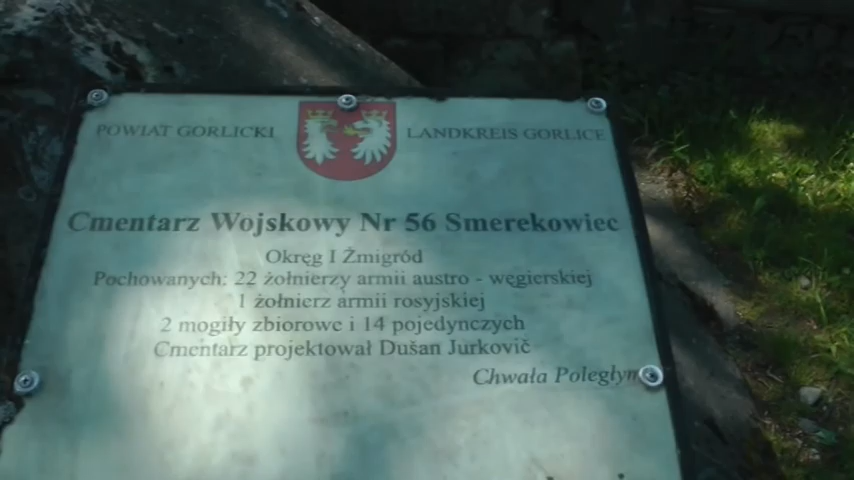 POWIAT GORLICKI LANDKREIS GORLICE
Cmentarz Wojskowy Nr 56 Smerekowiec
Okręg I Żmigród
Pochowanych: 22 żołnierzy armii austro - węgierskiej
1 żołnierz armii rosyjskiej
2 mogiły zbiorowe i 14 pojedynczych
Cmentarz projektował Dušan Jurkovič
Chwała Poległym